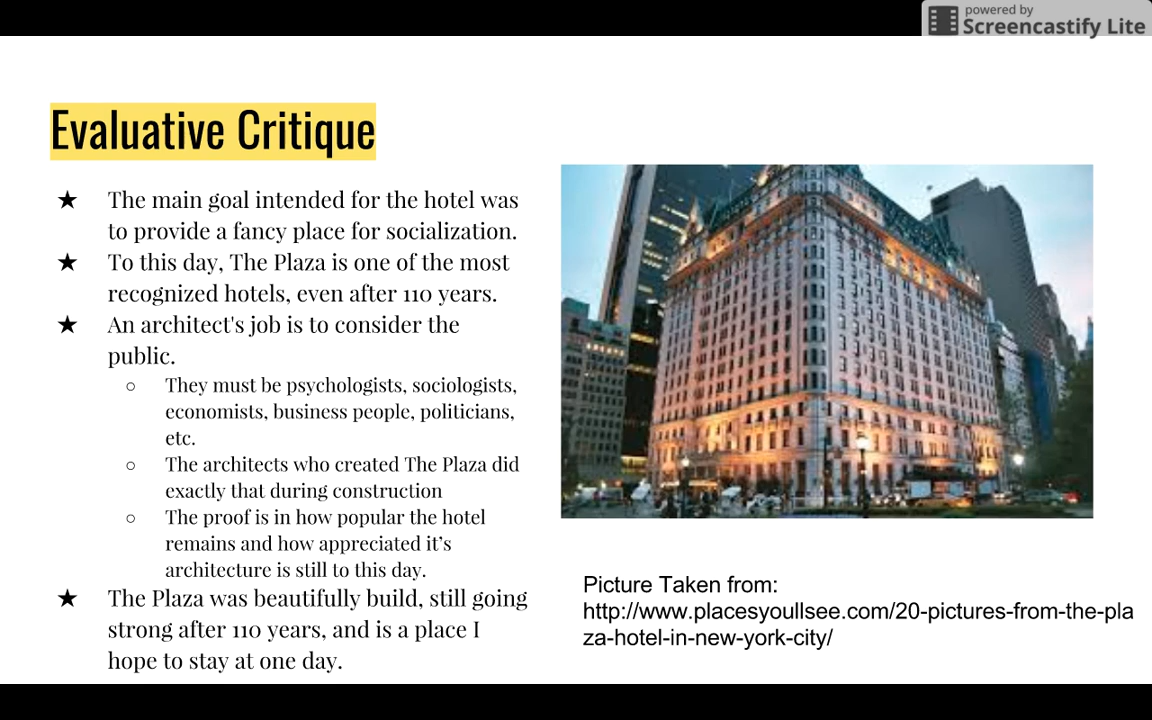 powered by
Screencastify Lite
Evaluative Critique
★ The main goal intended for the hotel was
to provide a fancy place for socialization.
★ To this day, The Plaza is one of the most
recognized hotels, even after 110 years.
★ An architect's job is to consider the
public.
○ They must be psychologists, sociologists,
economists, business people, politicians,
etc.
○ The architects who created The Plaza did
exactly that during construction
○ The proof is in how popular the hotel
remains and how appreciated it’s
architecture is still to this day.
★ The Plaza was beautifully build, still going
strong after 110 years, and is a place I
hope to stay at one day.
Picture Taken from:
http://www.placesyoullsee.com/20-pictures-from-the-pla
za-hotel-in-new-york-city/